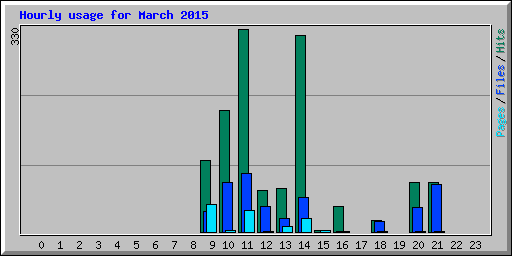 Hourly usage for March 2015
330
Pages/Files/Hits
0 1 2 3 4 5 6 7 8 9 10 11 12 13 14 15 16 17 18 19 20 21 22 23